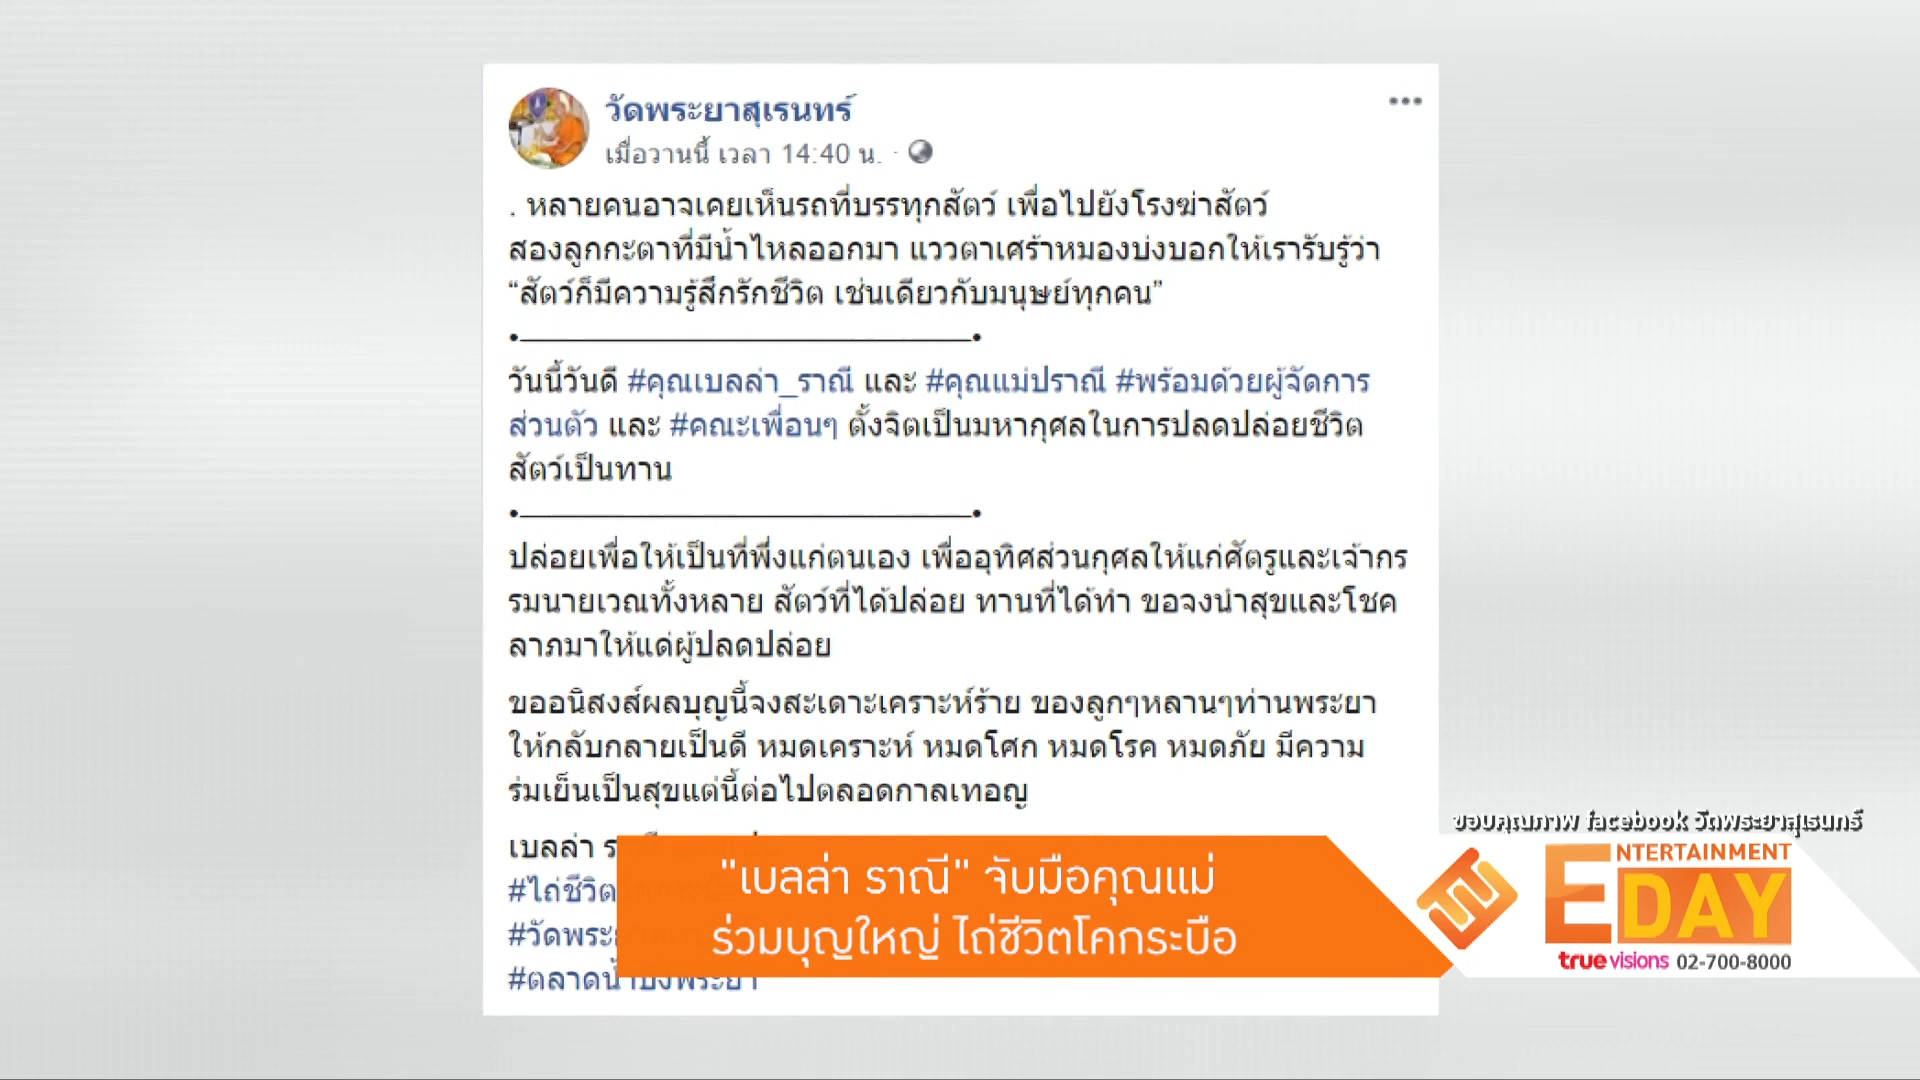 วัดพระยาสุเรนทร์
เมื่อวานนี้ เวลา 14:40 น. ·
. หลายคนอาจเคยเห็นรถที่บรรทุกสัตว์ เพื่อไปยังโรงฆ่าสัตว์
สองลูกกะตาที่มีน้ำไหลออกมา แววตาเศร้าหมองบ่งบอกให้เรารับรู้ว่า
“สัตว์ก็มีความรู้สึกรักชีวิต เช่นเดียวกับมนุษย์ทุกคน”
วันนี้วันดี #คุณเบลล่า_ราณี และ #คุณแม่ปราณี #พร้อมด้วยผู้จัดการ
ส่วนตัว และ #คณะเพื่อนๆ ตั้งจิตเป็นมหากุศลในการปลดปล่อยชีวิต
สัตว์เป็นทาน
ปล่อยเพื่อให้เป็นที่พึ่งแก่ตนเอง เพื่ออุทิศส่วนกุศลให้แก่ศัตรูและเจ้ากร
รมนายเวณทั้งหลาย สัตว์ที่ได้ปล่อย ทานที่ได้ทำ ขอจงนำสุขและโชค
ลาภมาให้แด่ผู้ปลดปล่อย
ขออนิสงส์ผลบุญนี้จงสะเดาะเคราะห์ร้าย ของลูกๆหลานๆท่านพระยา
ให้กลับกลายเป็นดี หมดเคราะห์ หมดโศก หมดโรค หมดภัย มีความ
ร่มเย็นเป็นสุขแต่นี้ต่อไปตลอดกาลเทอญ
เบลล่า
#ไถ่ชีวิต
#วัดพระ
#ตลาดน้ำบึงพระยา
"เบลล่า ราณี" จับมือคุณแม่
ร่วมบุญใหญ่ ไถ่ชีวิตโคกระบือ
ขอบคุณภาพ facebook วัดพระยาสุเรนทร์
ENTERTAINMENT
DAY
truevisions 02-700-8000